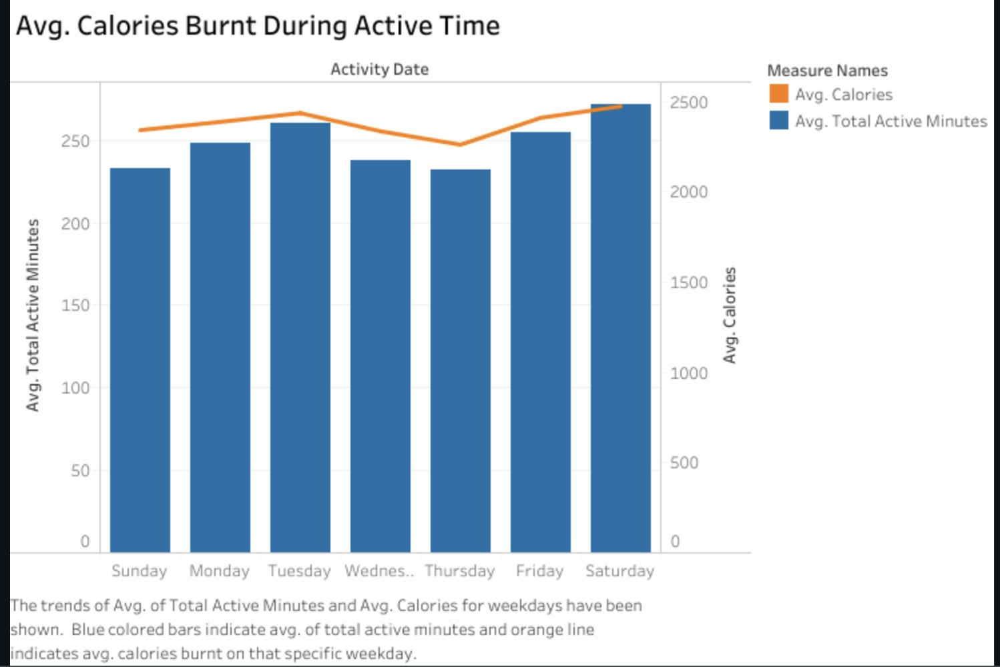 Avg. Calories Burnt During Active Time
Activity Date
Measure Names
Avg. Calories
Avg. Total Active Minutes
Avg. Total Active Minutes
250
200
150
100
50
0
2500
2000
1500
1000
500
0
Avg. Calories
Sunday Monday Tuesday Wednes.. Thursday Friday Saturday
The trends of Avg. of Total Active Minutes and Avg. Calories for weekdays have been
shown.  Blue colored bars indicate avg. of total active minutes and orange line
indicates avg. calories burnt on that specific weekday.